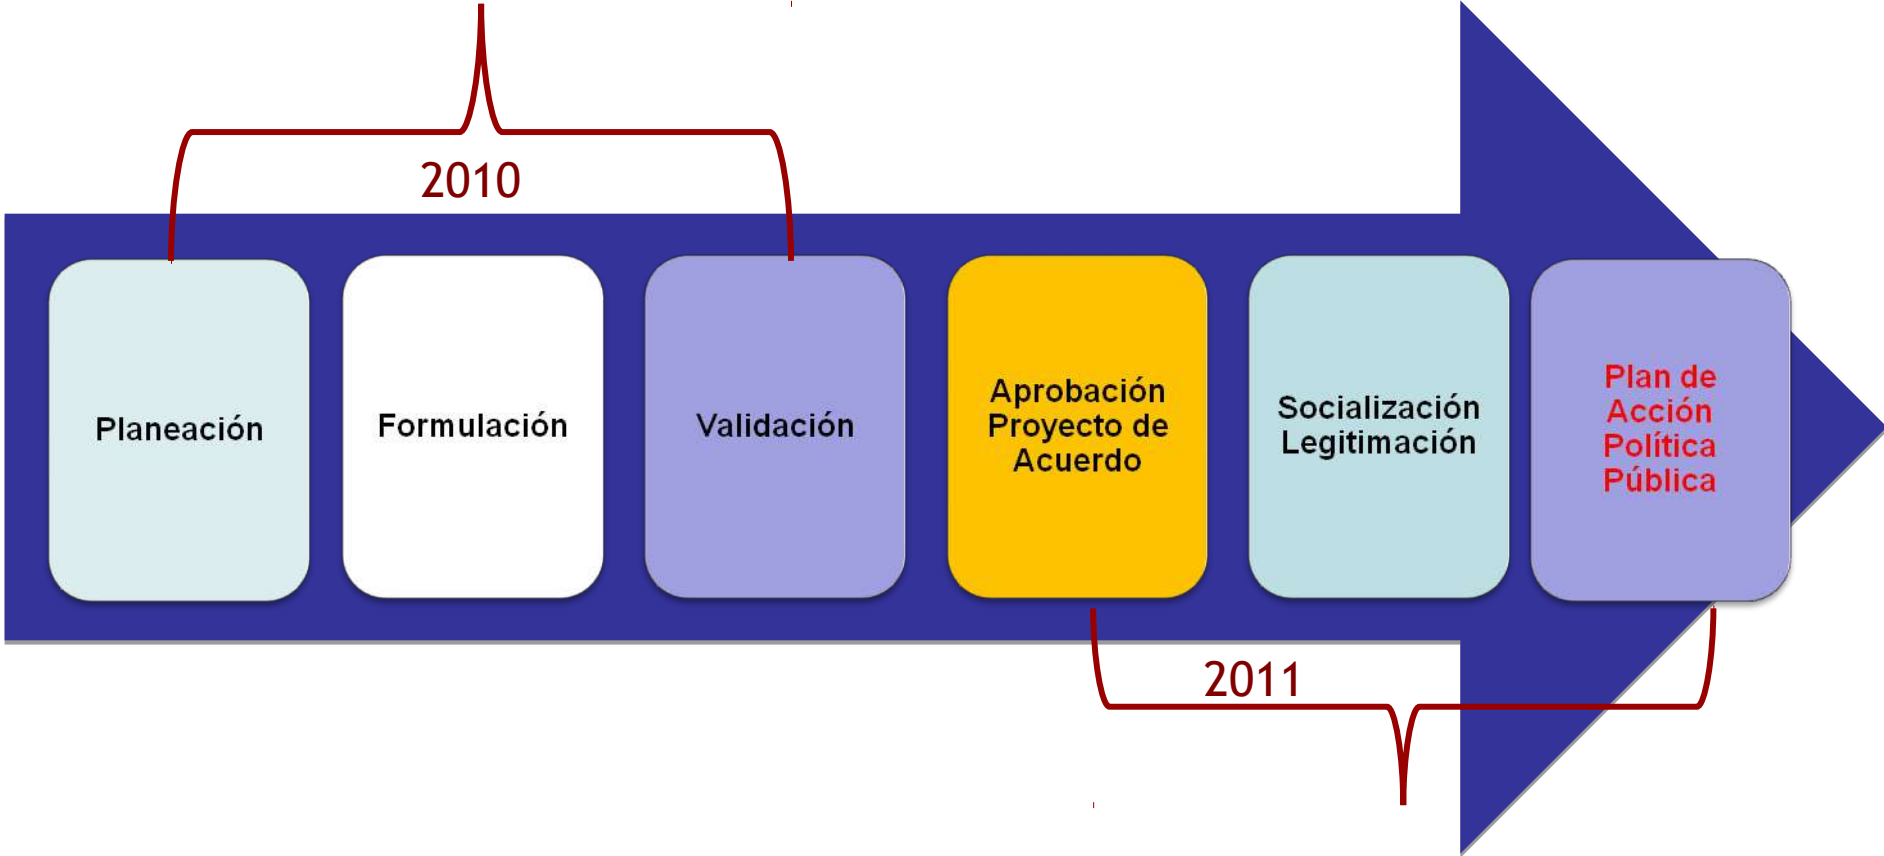 2010
Planeación
Formulación
Validación
Aprobación
Proyecto de
Acuerdo
Socialización
Legitimación
Plan de
Acción
Política
Pública
2011